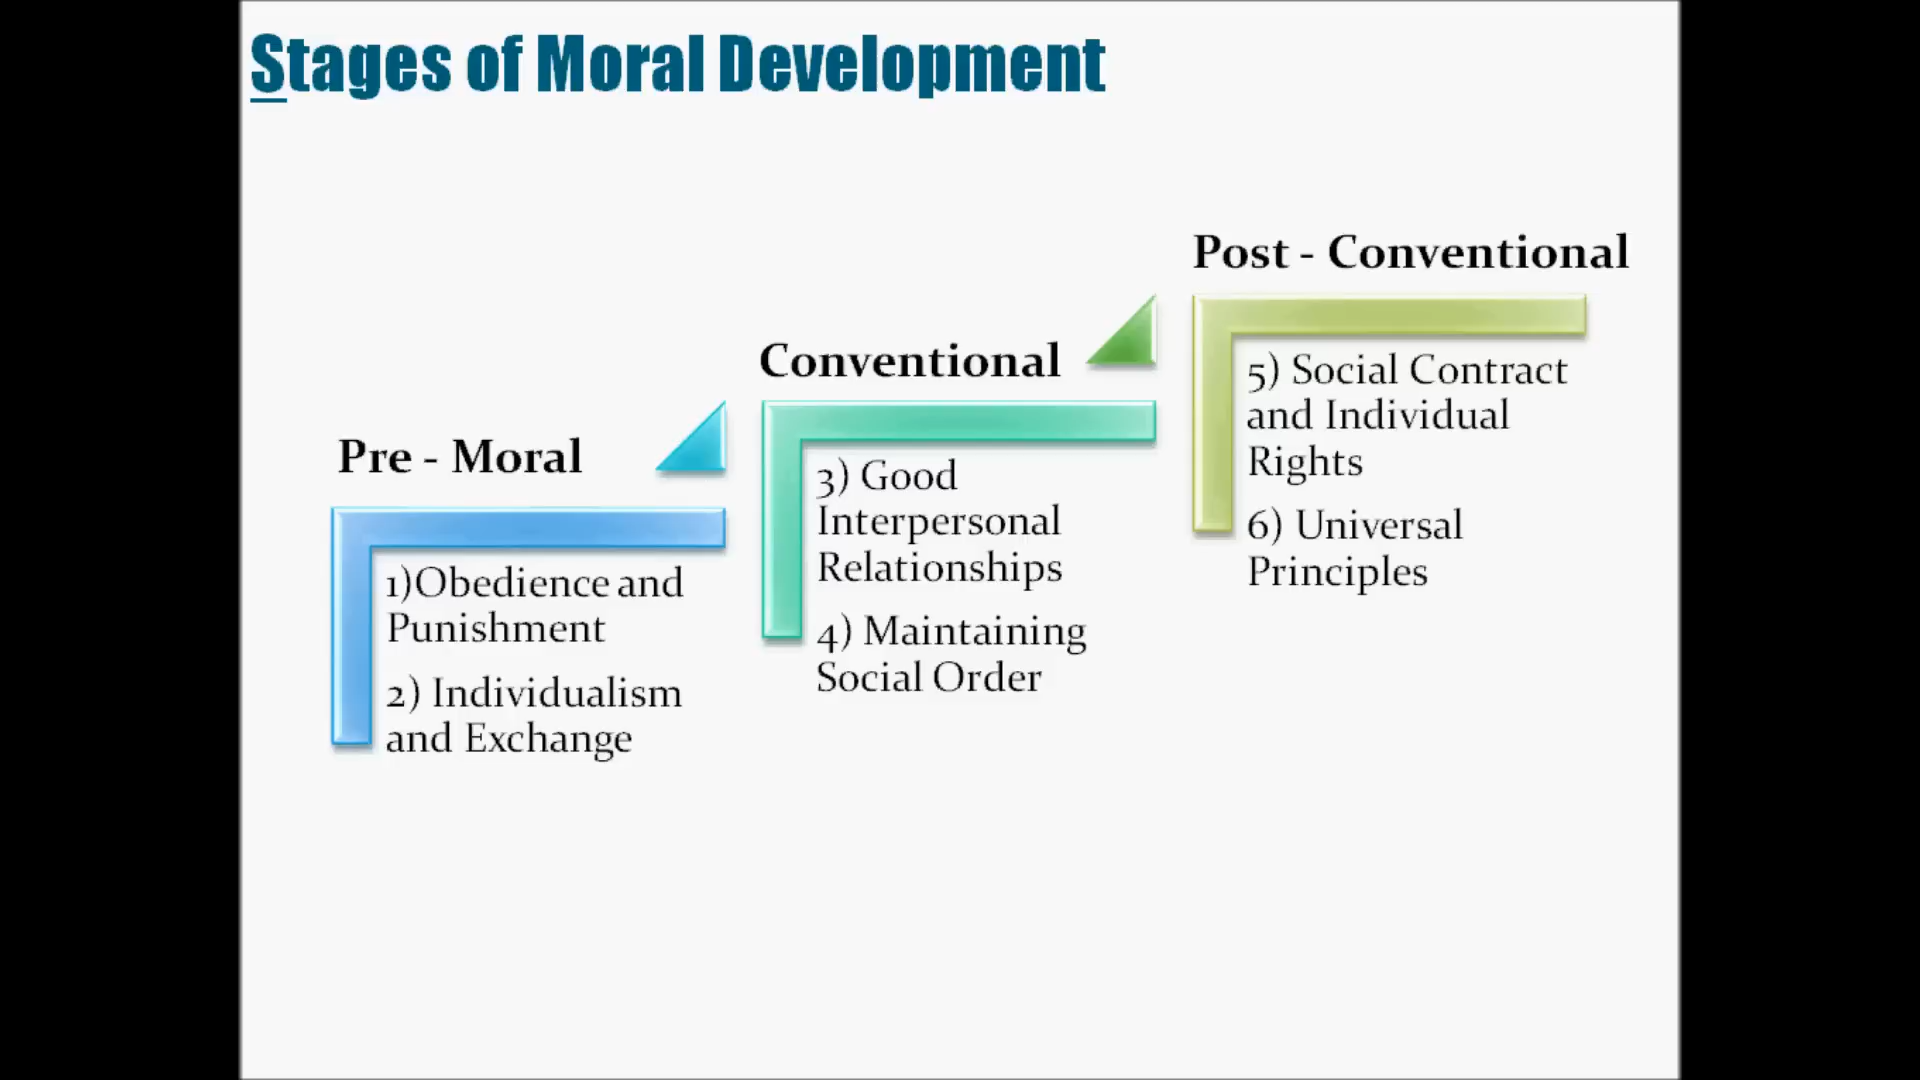 Stages of Moral Development
Pre - Moral
1)Obedience and
Punishment
2) Individualism
and Exchange
Conventional
3) Good
Interpersonal
Relationships
4) Maintaining
Social Order
Post - Conventional
5) Social Contract
and Individual
Rights
6) Universal
Principles